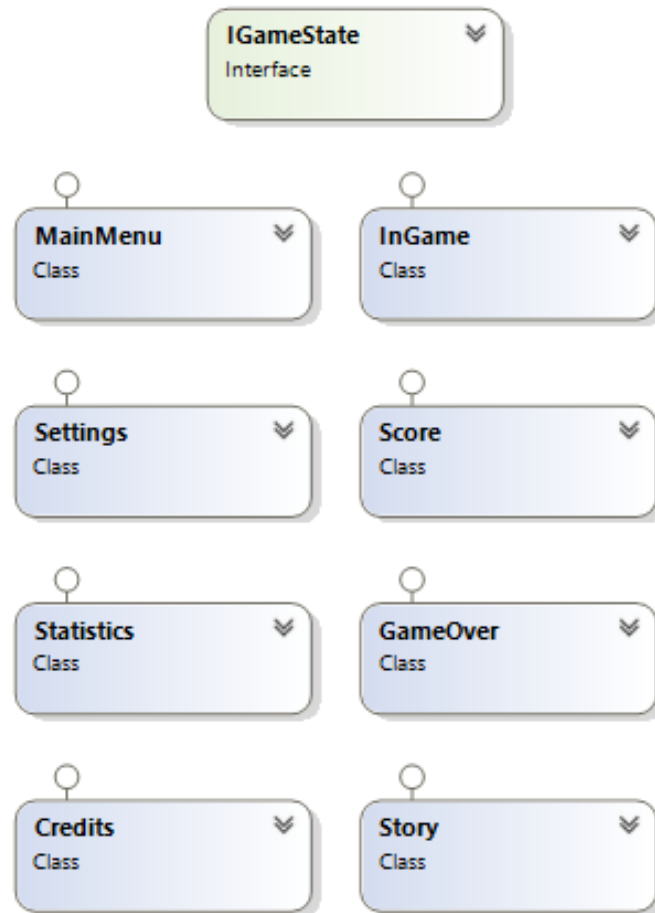 IGameState
Interface
MainMenu
Class
InGame
Class
Settings
Class
Score
Class
Statistics
Class
GameOver
Class
Credits
Class
Story
Class